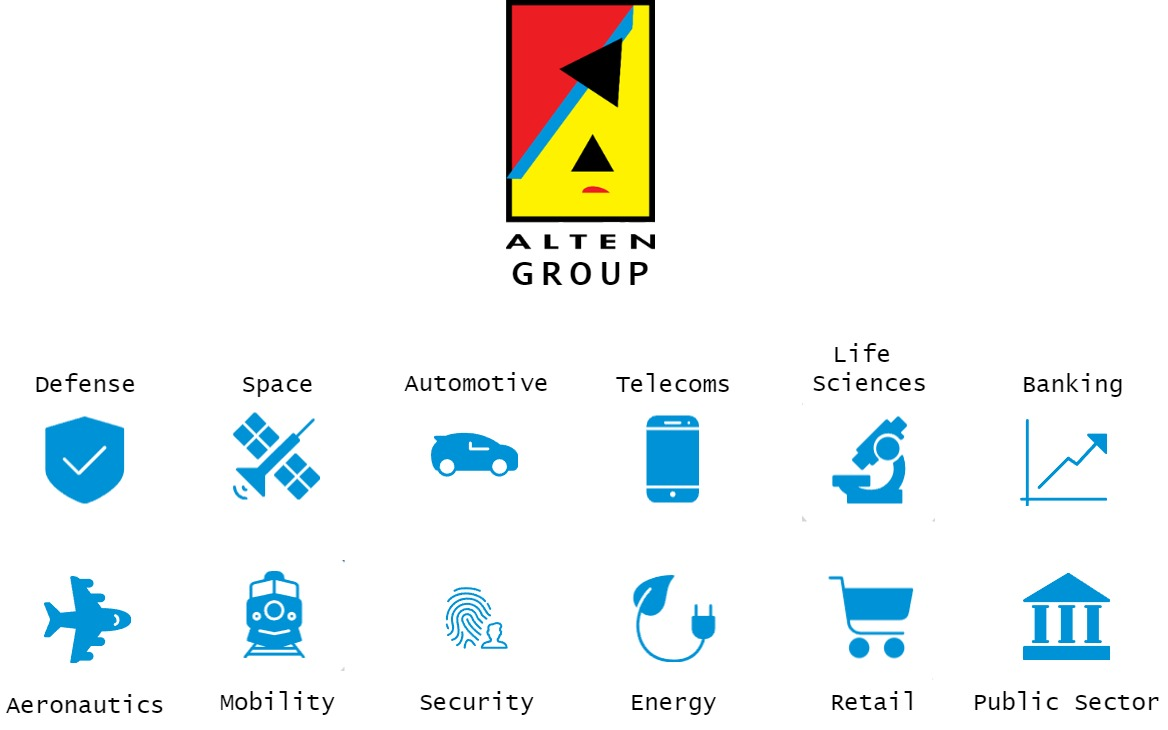 ALTEN
GROUP
Defense
Space
Automotive
Telecoms
Life
Sciences
Banking
Aeronautics
Mobility
Security
Energy
Retail
Public Sector